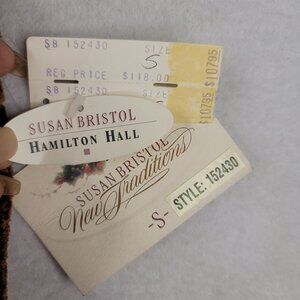 SB 152430 SIZE
S
REG PRICE $118.00
SB 152430 SIZE
S
$10795
$10795
SUSAN BRISTOL
HAMILTON HALL
SUSAN BRISTOL
New Traditions
-S-
STYLE: 152430